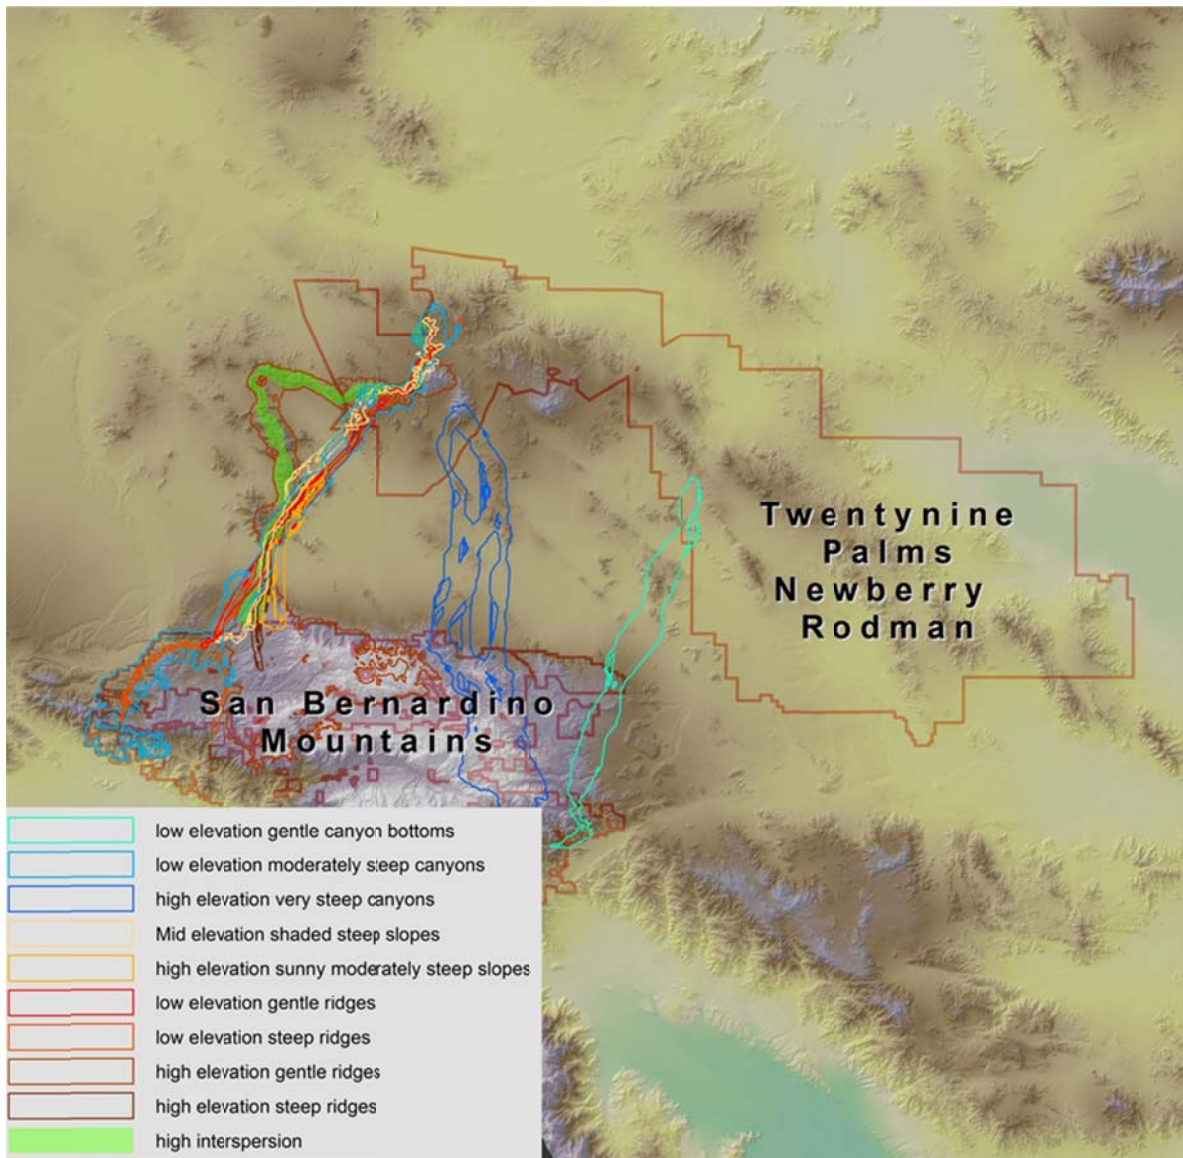 Twentynine
Palms
Newberry
Rodman
San Bernardino
Mountains
low elevation gentle canyon bottoms
low elevation moderately steep canyons
high elevation very steep canyons
Mid elevation shaded steep slopes
high elevation sunny moderately steep slopes
low elevation gentle ridges
low elevation steep ridges
high elevation gentle ridges
high elevation steep ridges
high interspersion